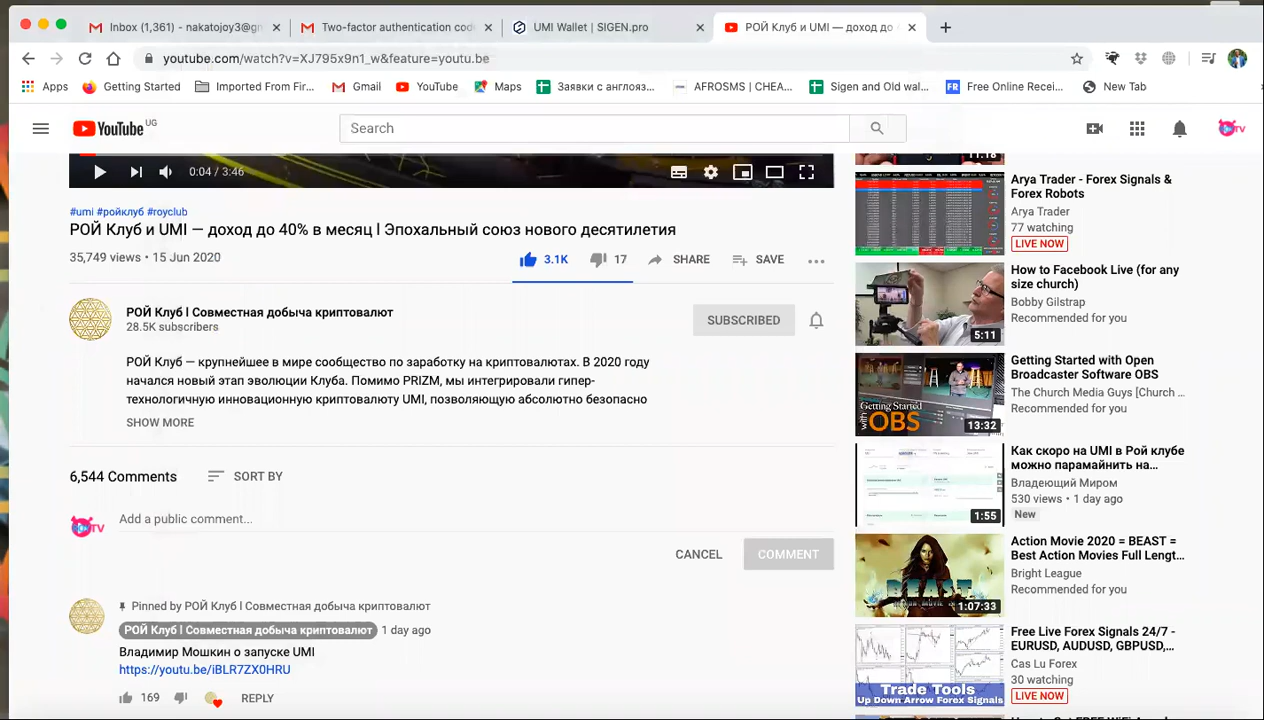 Inbox (1,361) - nakatojoy3@gm
Two-factor authentication cod
UMI Wallet | SIGEN.pro
РОЙ Клуб и UMI — доход до
youtube.com/watch?v=XJ795x9n1_w&feature=youtu.be
Apps
Getting Started
Imported From Fir...
Gmail
YouTube
Maps
Заявки с англояз...
AFROSMS | CHEA...
Sigen and Old wal...
Free Online Recei...
New Tab
YouTube UG
Search
0:04 / 3:46
#umi #ройклуб #royclub
РОЙ Клуб и UMI — доход до 40% в месяц l Эпохальный союз нового десятилетия
35,749 views • 15 Jun 2020
3.1K
17
SHARE
SAVE
РОЙ Клуб l Совместная добыча криптовалют
28.5K subscribers
SUBSCRIBED
РОЙ Клуб — крупнейшее в мире сообщество по заработку на криптовалютах. В 2020 году
начался новый этап эволюции Клуба. Помимо PRIZM, мы интегрировали гипер-
технологичную инновационную криптовалюту UMI, позволяющую абсолютно безопасно
SHOW MORE
6,544 Comments
SORT BY
Add a public comment...
CANCEL
COMMENT
Pinned by РОЙ Клуб l Совместная добыча криптовалют
РОЙ Клуб l Совместная добыча криптовалют 1 day ago
Владимир Мошкин о запуске UMI
https://youtu.be/iBLR7ZX0HRU
169
REPLY
11:18
Arya Trader - Forex Signals &
Forex Robots
Arya Trader
77 watching
LIVE NOW
How to Facebook Live (for any
size church)
Bobby Gilstrap
Recommended for you
5:11
Getting Started with Open
Broadcaster Software OBS
The Church Media Guys [Church ...
Recommended for you
Getting Started
with OBS
13:32
Как скоро на UMI в Рой клубе
можно парамайнить на...
Владеющий Миром
530 views • 1 day ago
New
1:55
Action Movie 2020 = BEAST =
Best Action Movies Full Lengt...
Bright League
Recommended for you
BEAST
1:07:33
Free Live Forex Signals 24/7 -
EURUSD, AUDUSD, GBPUSD,...
Cas Lu Forex
30 watching
LIVE NOW
Trade Tools
Up Down Arrow Forex Signals